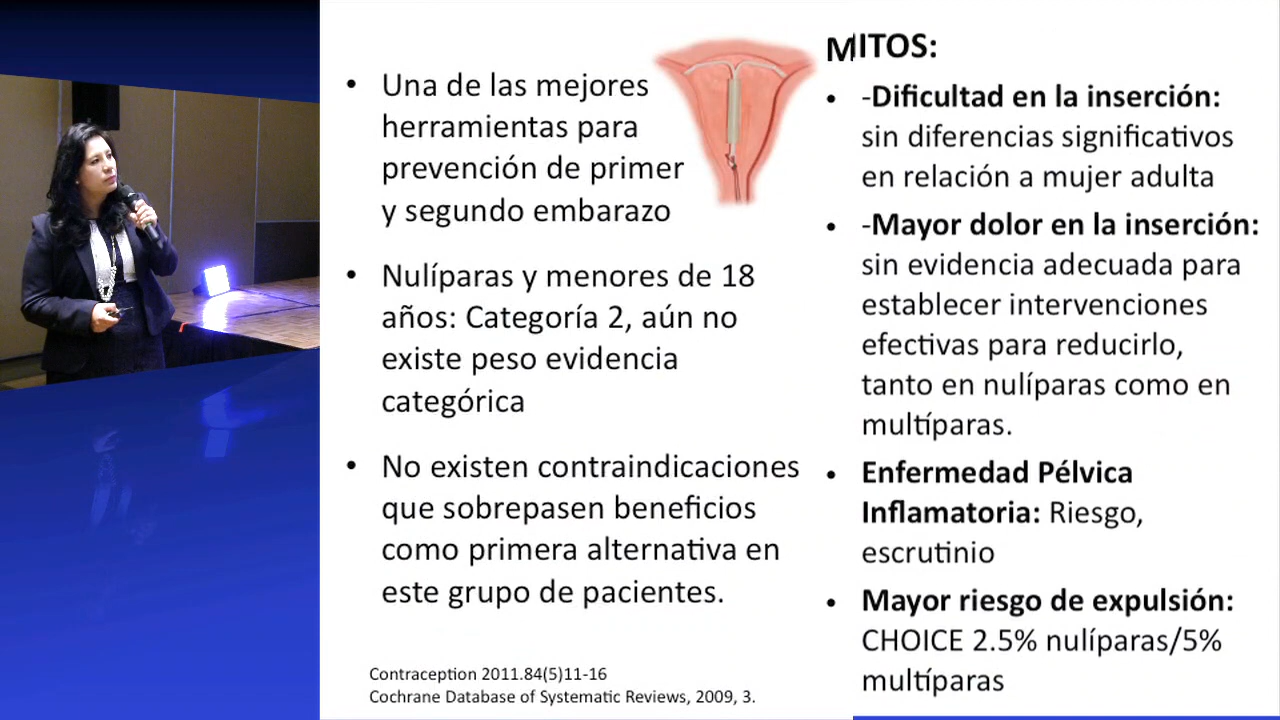 • Una de las mejores
herramientas para
prevención de primer
y segundo embarazo
• Nulíparas y menores de 18
años: Categoría 2, aún no
existe peso evidencia
categórica
• No existen contraindicaciones
que sobrepasen beneficios
como primera alternativa en
este grupo de pacientes.
Contraception 2011.84(5)11-16
Cochrane Database of Systematic Reviews, 2009, 3.
MITOS:
• -Dificultad en la inserción:
sin diferencias significativos
en relación a mujer adulta
• -Mayor dolor en la inserción:
sin evidencia adecuada para
establecer intervenciones
efectivas para reducirlo,
tanto en nulíparas como en
multíparas.
• Enfermedad Pélvica
Inflamatoria: Riesgo,
escrutinio
• Mayor riesgo de expulsión:
CHOICE 2.5% nulíparas/5%
multíparas